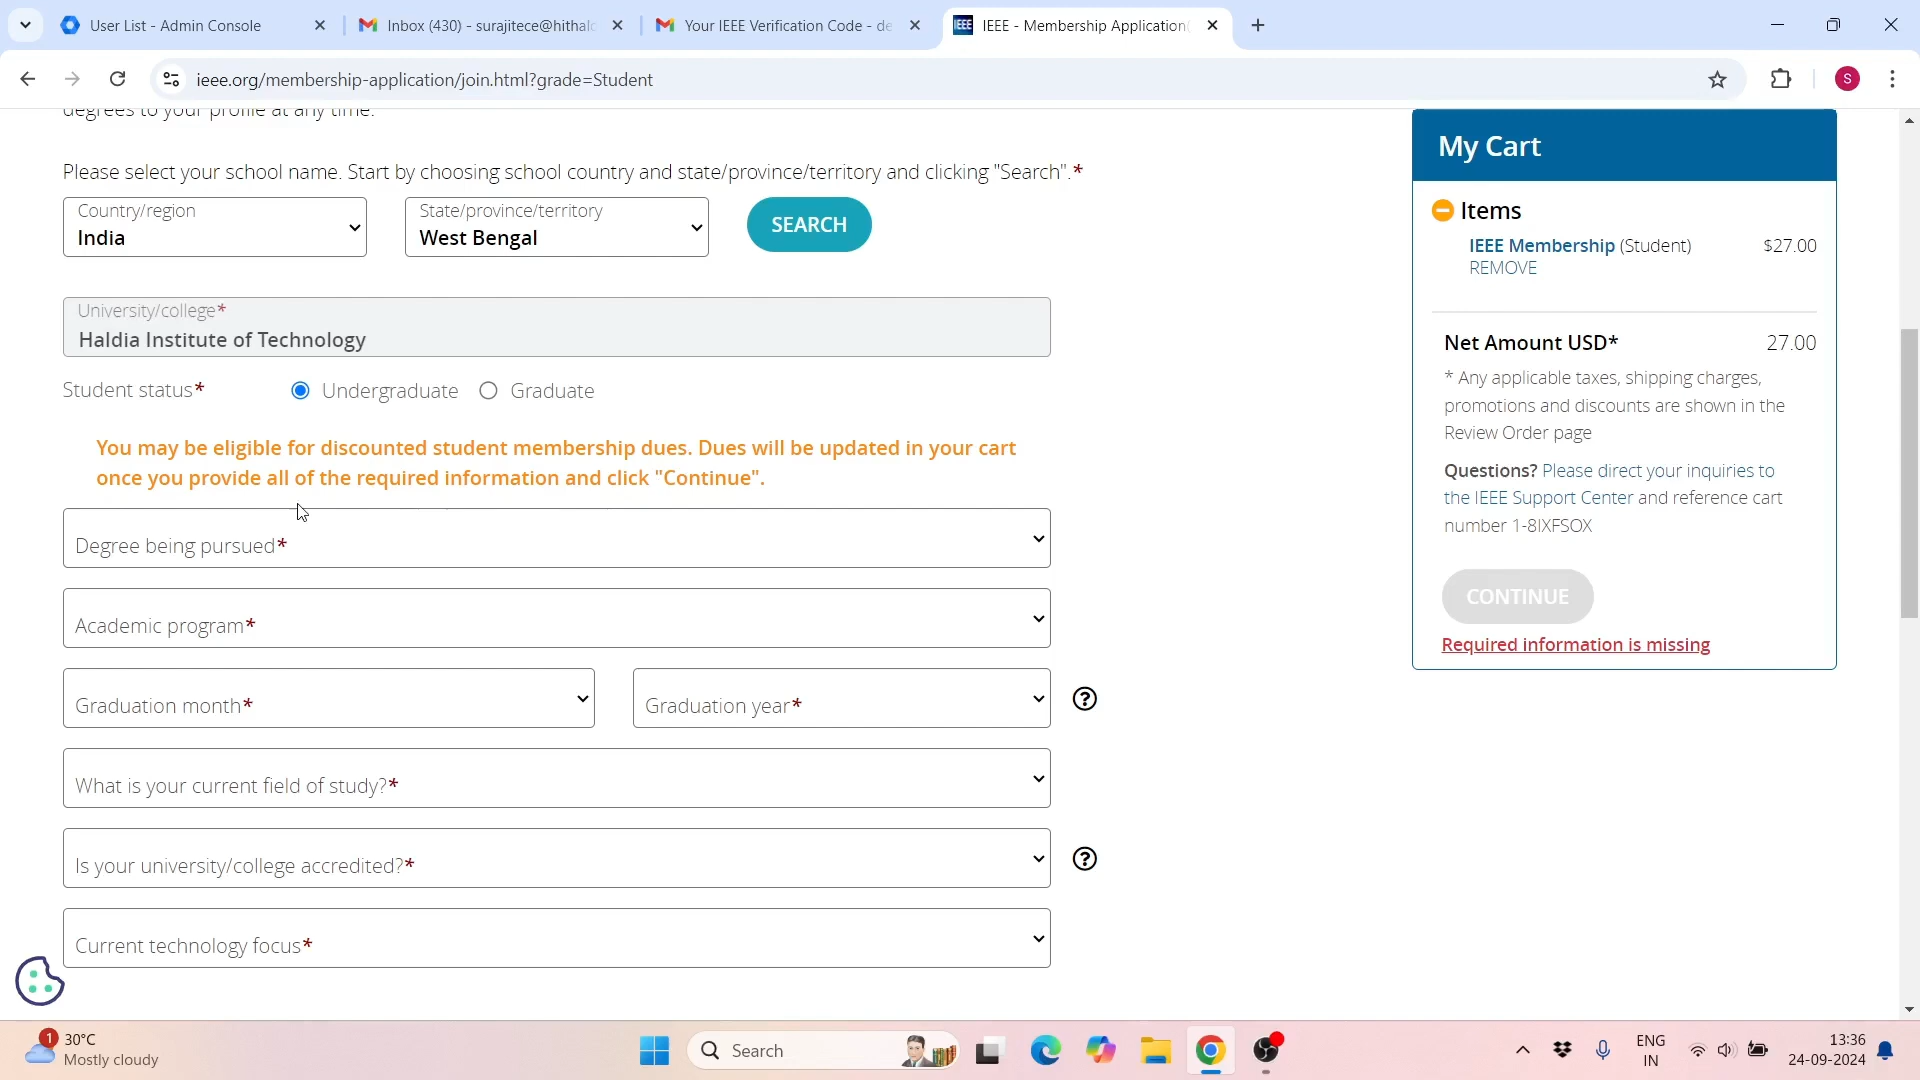 User List - Admin Console
Inbox (430) - surajitece@hithal
Your IEEE Verification Code - de
IEEE - Membership Application
ieee.org/membership-application/join.html?grade=Student
S
degrees to your profile at any time.
Please select your school name. Start by choosing school country and state/province/territory and clicking "Search".*
Country/region
India
State/province/territory
West Bengal
SEARCH
University/college*
Haldia Institute of Technology
Student status*
Undergraduate
Graduate
You may be eligible for discounted student membership dues. Dues will be updated in your cart
once you provide all of the required information and click "Continue".
Degree being pursued*
Academic program*
Graduation month*
Graduation year*
?
What is your current field of study?*
Is your university/college accredited?*
?
Current technology focus*
My Cart
Items
IEEE Membership (Student) $27.00
REMOVE
Net Amount USD* 27.00
* Any applicable taxes, shipping charges,
promotions and discounts are shown in the
Review Order page
Questions? Please direct your inquiries to
the IEEE Support Center and reference cart
number 1-8IXFSOX
CONTINUE
Required information is missing
1
30°C
Mostly cloudy
Search
ENG
IN
13:36
24-09-2024